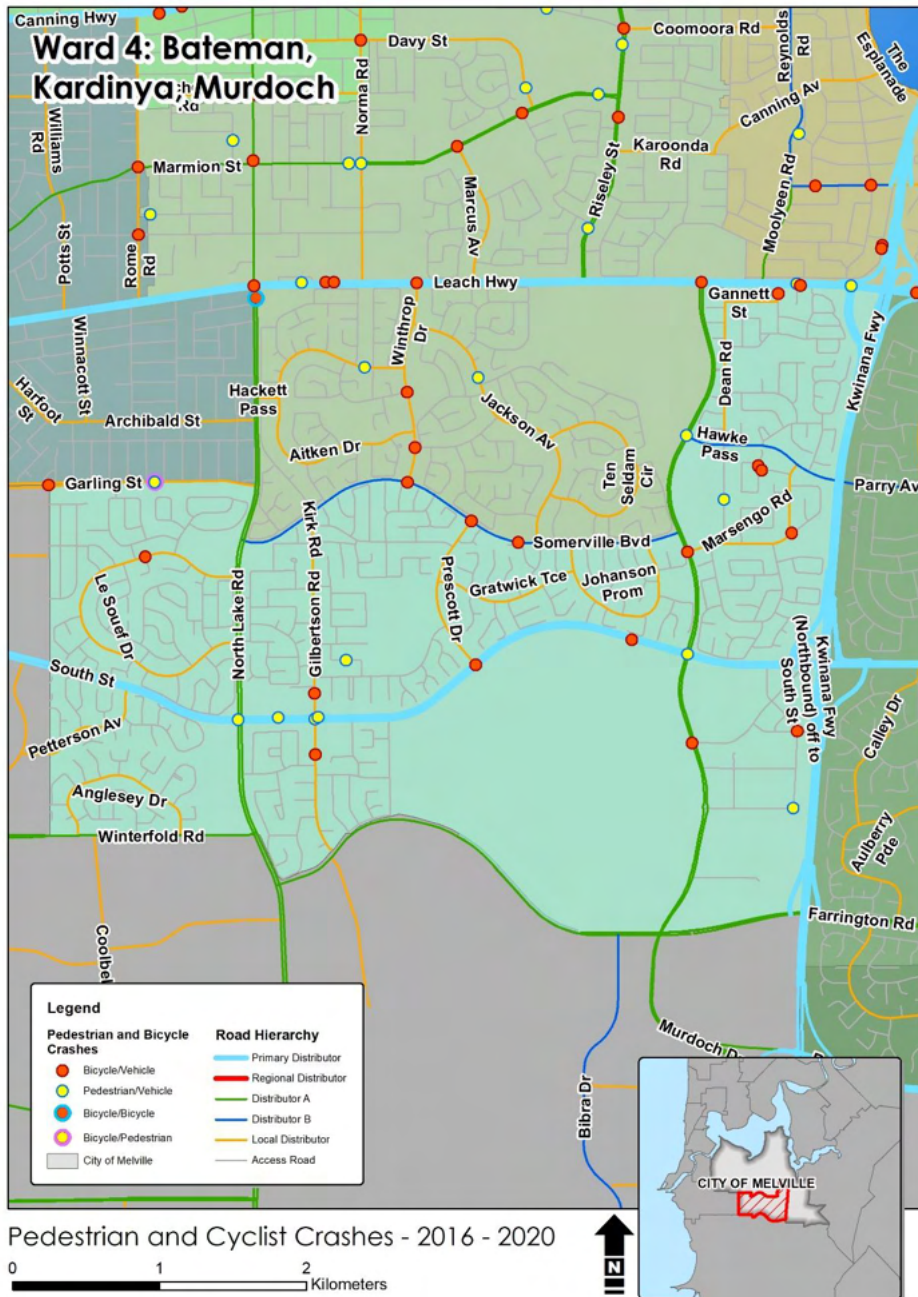 Canning Hwy
Ward 4: Bateman,
Kardinya, Murdoch
Davy St
Coomoora Rd
Reynolds
Rd
The
Esplanade
Williams
Rd
Rd
Norma Rd
Canning Av
Karoonda
Rd
Marmion St
Riseley St
Marcus Av
Moolyeen Rd
Potts St
Rome
Rd
Leach Hwy
Gannett
St
Winthrop
Dr
Kwinana Fwy
Winnacott St
Harfoot
St
Hackett
Pass
Dean Rd
Archibald St
Jackson Av
Hawke
Pass
Aitken Dr
Ten
Seldam
Cir
Parry Av
Garling St
Kirk Rd
Marsengo Rd
Somerville Bvd
Gratwick Tce
Johanson
Prom
Le Souef Dr
North Lake Rd
Gilbertson Rd
Prescott Dr
South St
Kwinana Fwy
(Northbound) off to
South St
Petterson Av
Calley Dr
Anglesey Dr
Winterfold Rd
Aulberry
Pde
Farrington Rd
Murdoch D
Bibra Dr
Legend
Pedestrian and Bicycle
Crashes
Bicycle/Vehicle
Pedestrian/Vehicle
Bicycle/Bicycle
Bicycle/Pedestrian
City of Melville
Road Hierarchy
Primary Distributor
Regional Distributor
Distributor A
Distributor B
Local Distributor
Access Road
CITY OF MELVILLE
Pedestrian and Cyclist Crashes - 2016 - 2020
0 1 2
Kilometers
N